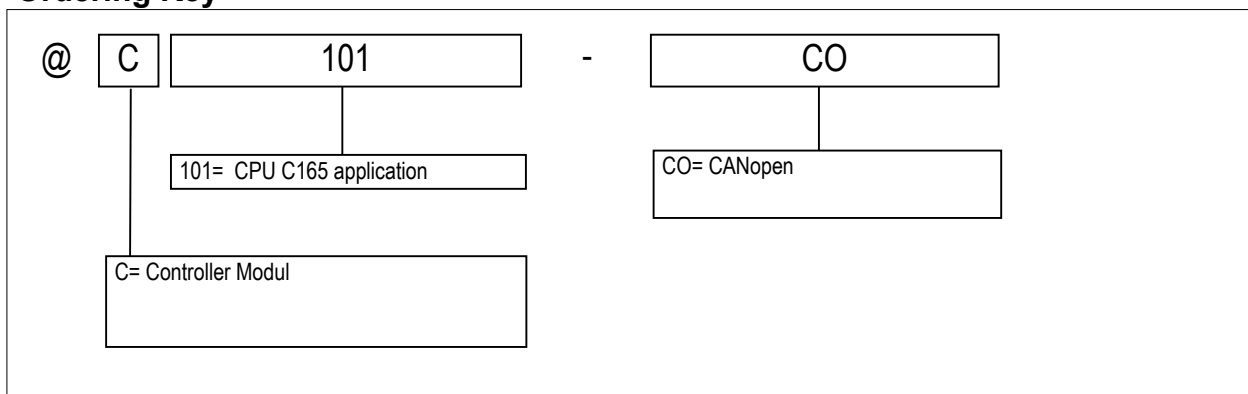 Ordering Key
@ C 101 - CO
101= CPU C165 application
CO= CANopen
C= Controller Modul